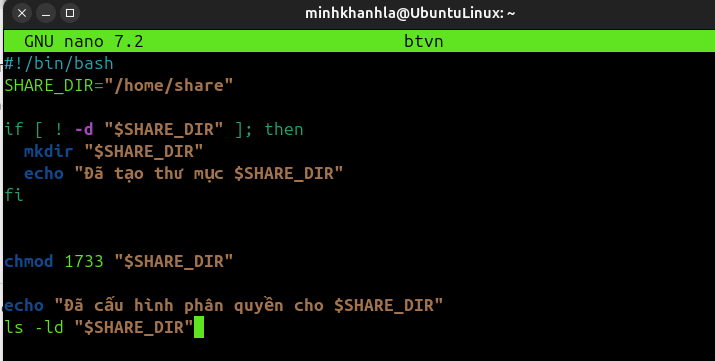 minhkhanhla@UbuntuLinux: ~
GNU nano 7.2 btvn
#!/bin/bash
SHARE_DIR="/home/share"
if [ ! -d "$SHARE_DIR" ]; then
mkdir "$SHARE_DIR"
echo "Đã tạo thư mục $SHARE_DIR"
fi
chmod 1733 "$SHARE_DIR"
echo "Đã cấu hình phân quyền cho $SHARE_DIR"
ls -ld "$SHARE_DIR"